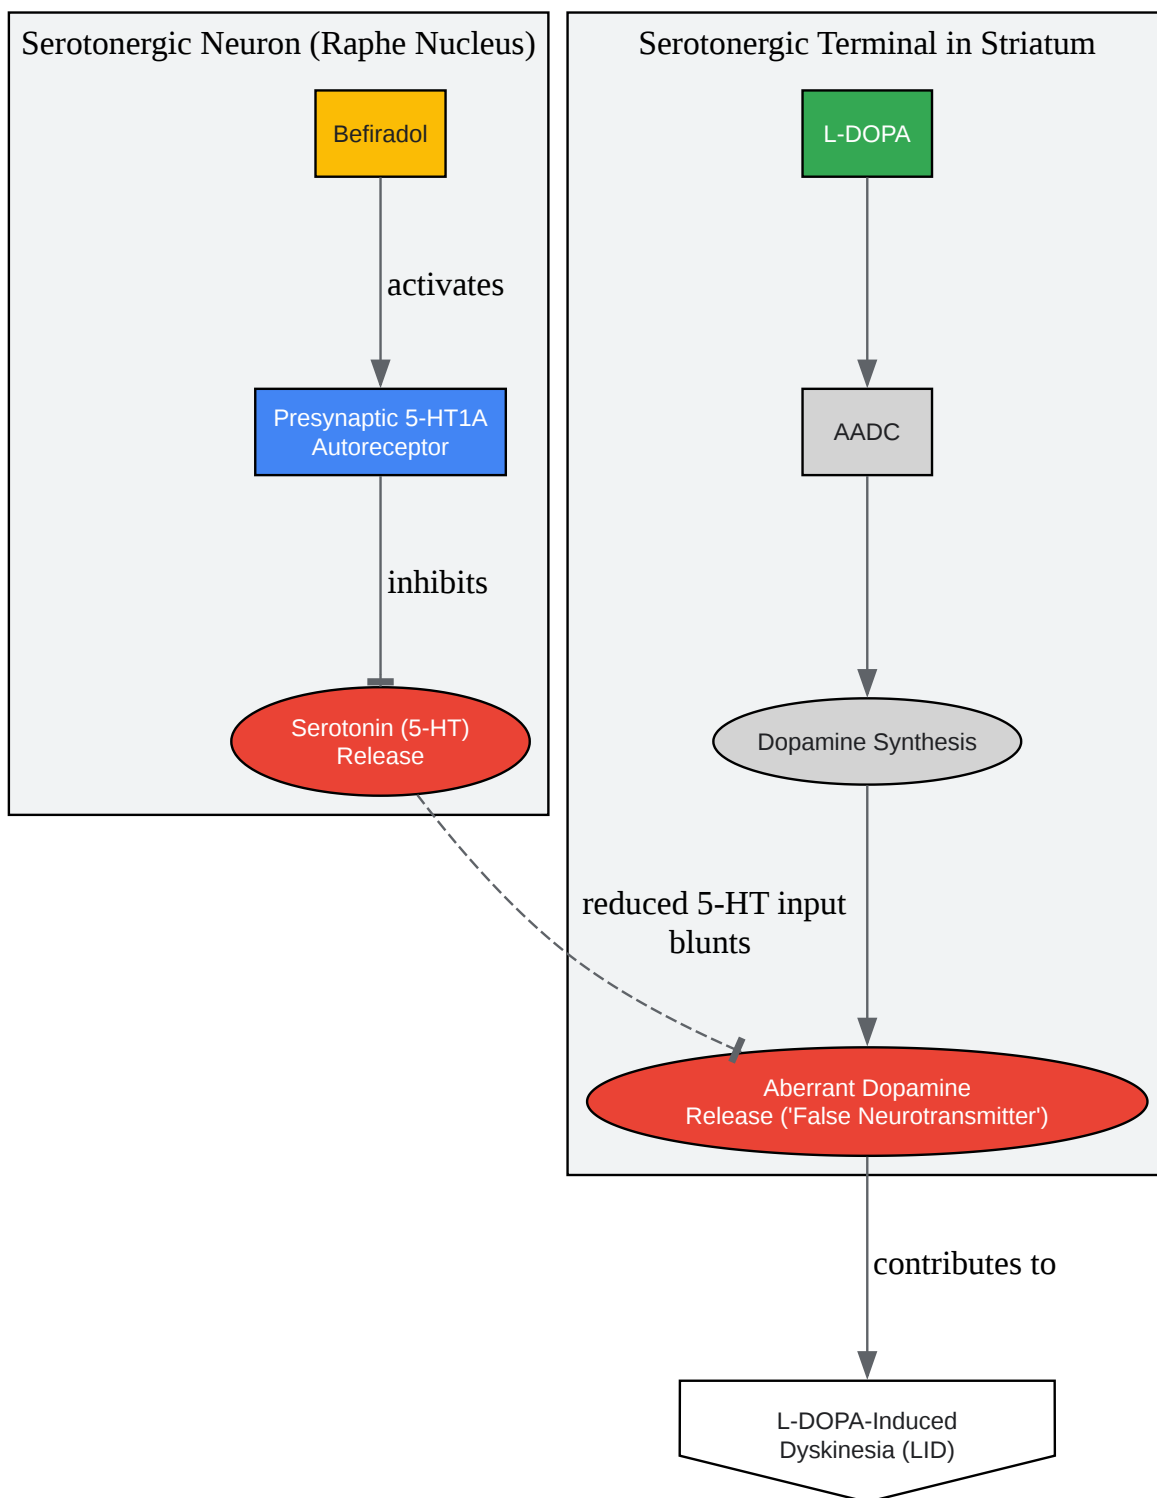 Serotonergic Neuron (Raphe Nucleus)
Befiradol
activates
Presynaptic 5-HT1A
Autoreceptor
inhibits
Serotonin (5-HT)
Release
Serotonergic Terminal in Striatum
L-DOPA
AADC
Dopamine Synthesis
reduced 5-HT input
blunts
Aberrant Dopamine
Release ('False Neurotransmitter')
contributes to
L-DOPA-Induced
Dyskinesia (LID)